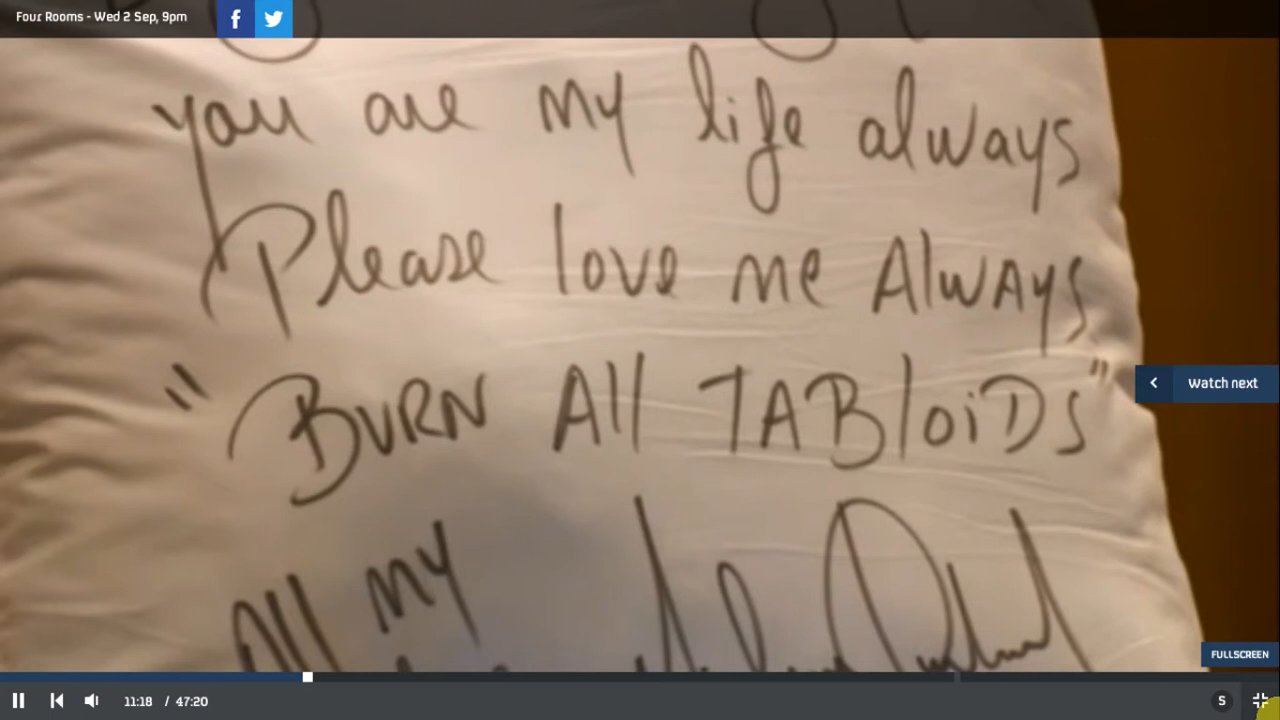 Four Rooms - Wed 2 Sep, 9pm
you are my life always
Please love me Always
"BURN All TABloiDS"
Watch next
All my
FULLSCREEN
11:18 / 47:20
S